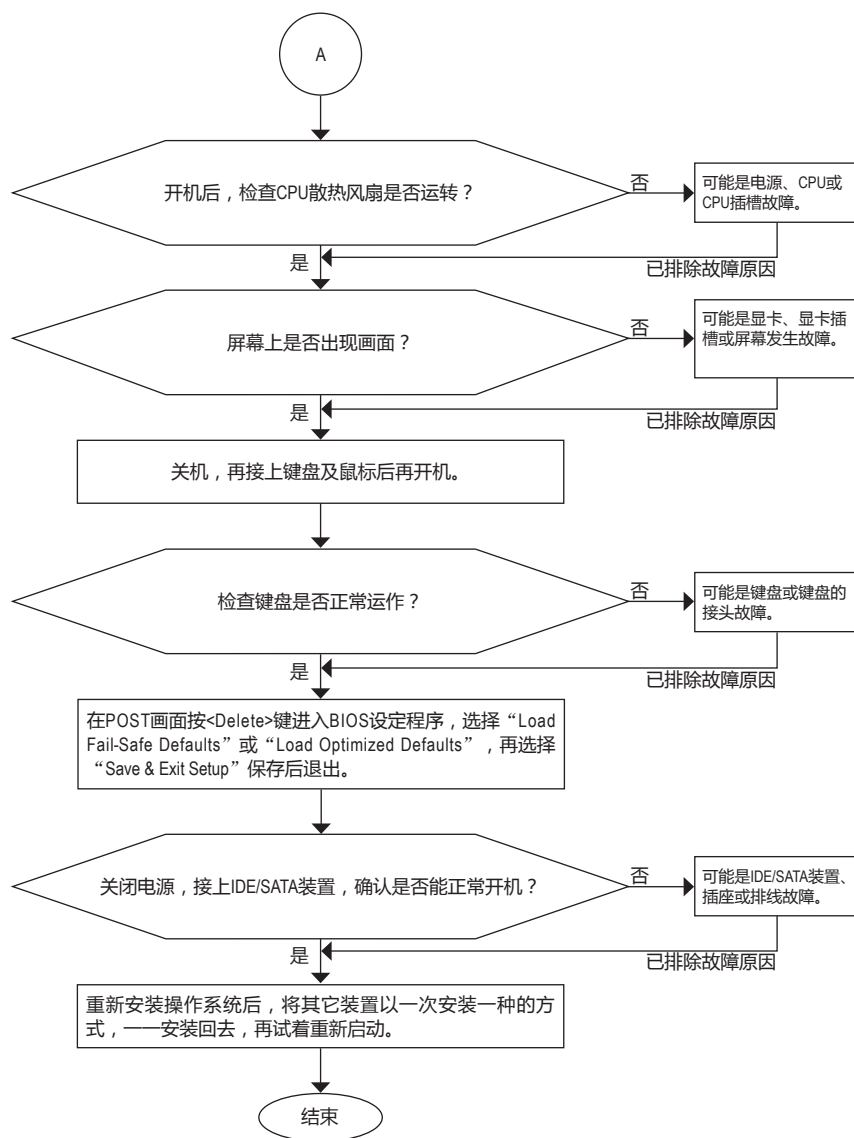 A
开机后，检查CPU散热风扇是否运转？
否
可能是电源、CPU或
CPU插槽故障。
是
已排除故障原因
屏幕上是否出现画面？
否
可能是显卡、显卡插
槽或屏幕发生故障。
是
已排除故障原因
关机，再接上键盘及鼠标后再开机。
检查键盘是否正常运作？
否
可能是键盘或键盘的
接头故障。
是
已排除故障原因
在POST画面按<Delete>键进入BIOS设定程序，选择“Load
Fail-Safe Defaults”或“Load Optimized Defaults”，再选择
“Save & Exit Setup”保存后退出。
关闭电源，接上IDE/SATA装置，确认是否能正常开机？
否
可能是IDE/SATA装置、
插座或排线故障。
是
已排除故障原因
重新安装操作系统后，将其它装置以一次安装一种的方
式，一一安装回去，再试着重新启动。
结束